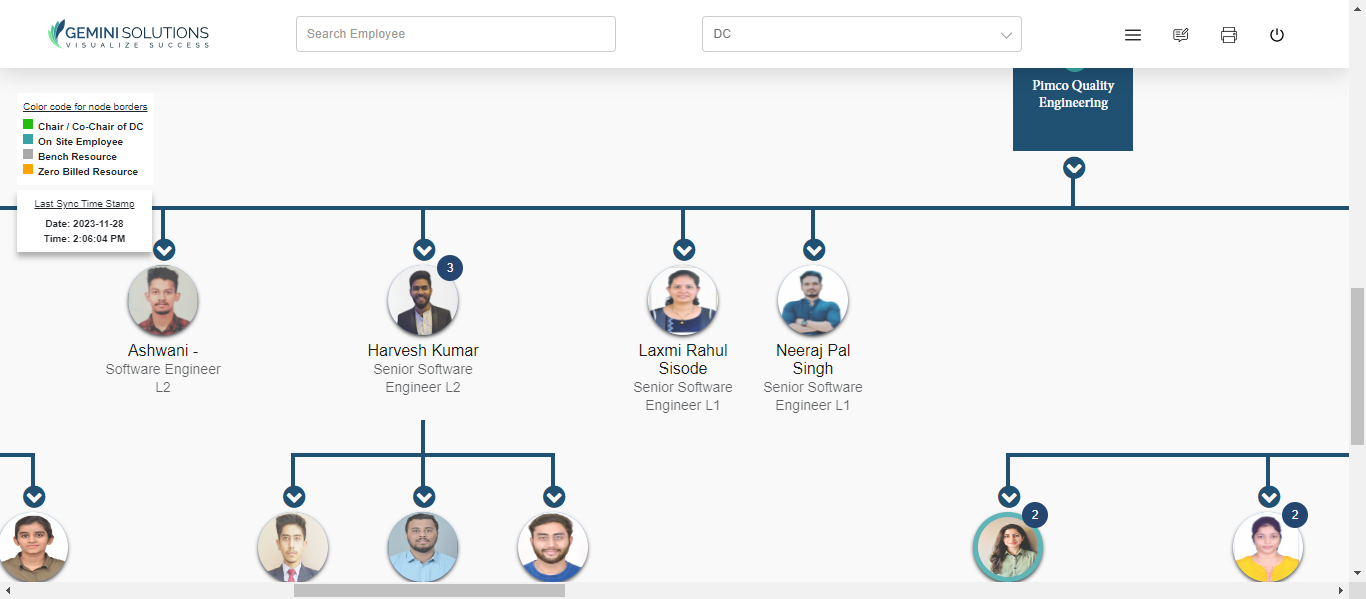 GEMINI SOLUTIONS
VISUALIZE SUCCESS
Search Employee
DC
Pimco Quality
Engineering
Color code for node borders
Chair / Co-Chair of DC
On Site Employee
Bench Resource
Zero Billed Resource
Last Sync Time Stamp
Date: 2023-11-28
Time: 2:06:04 PM
3
Ashwani -
Software Engineer
L2
Harvesh Kumar
Senior Software
Engineer L2
Laxmi Rahul
Sisode
Senior Software
Engineer L1
Neeraj Pal
Singh
Senior Software
Engineer L1
2
2